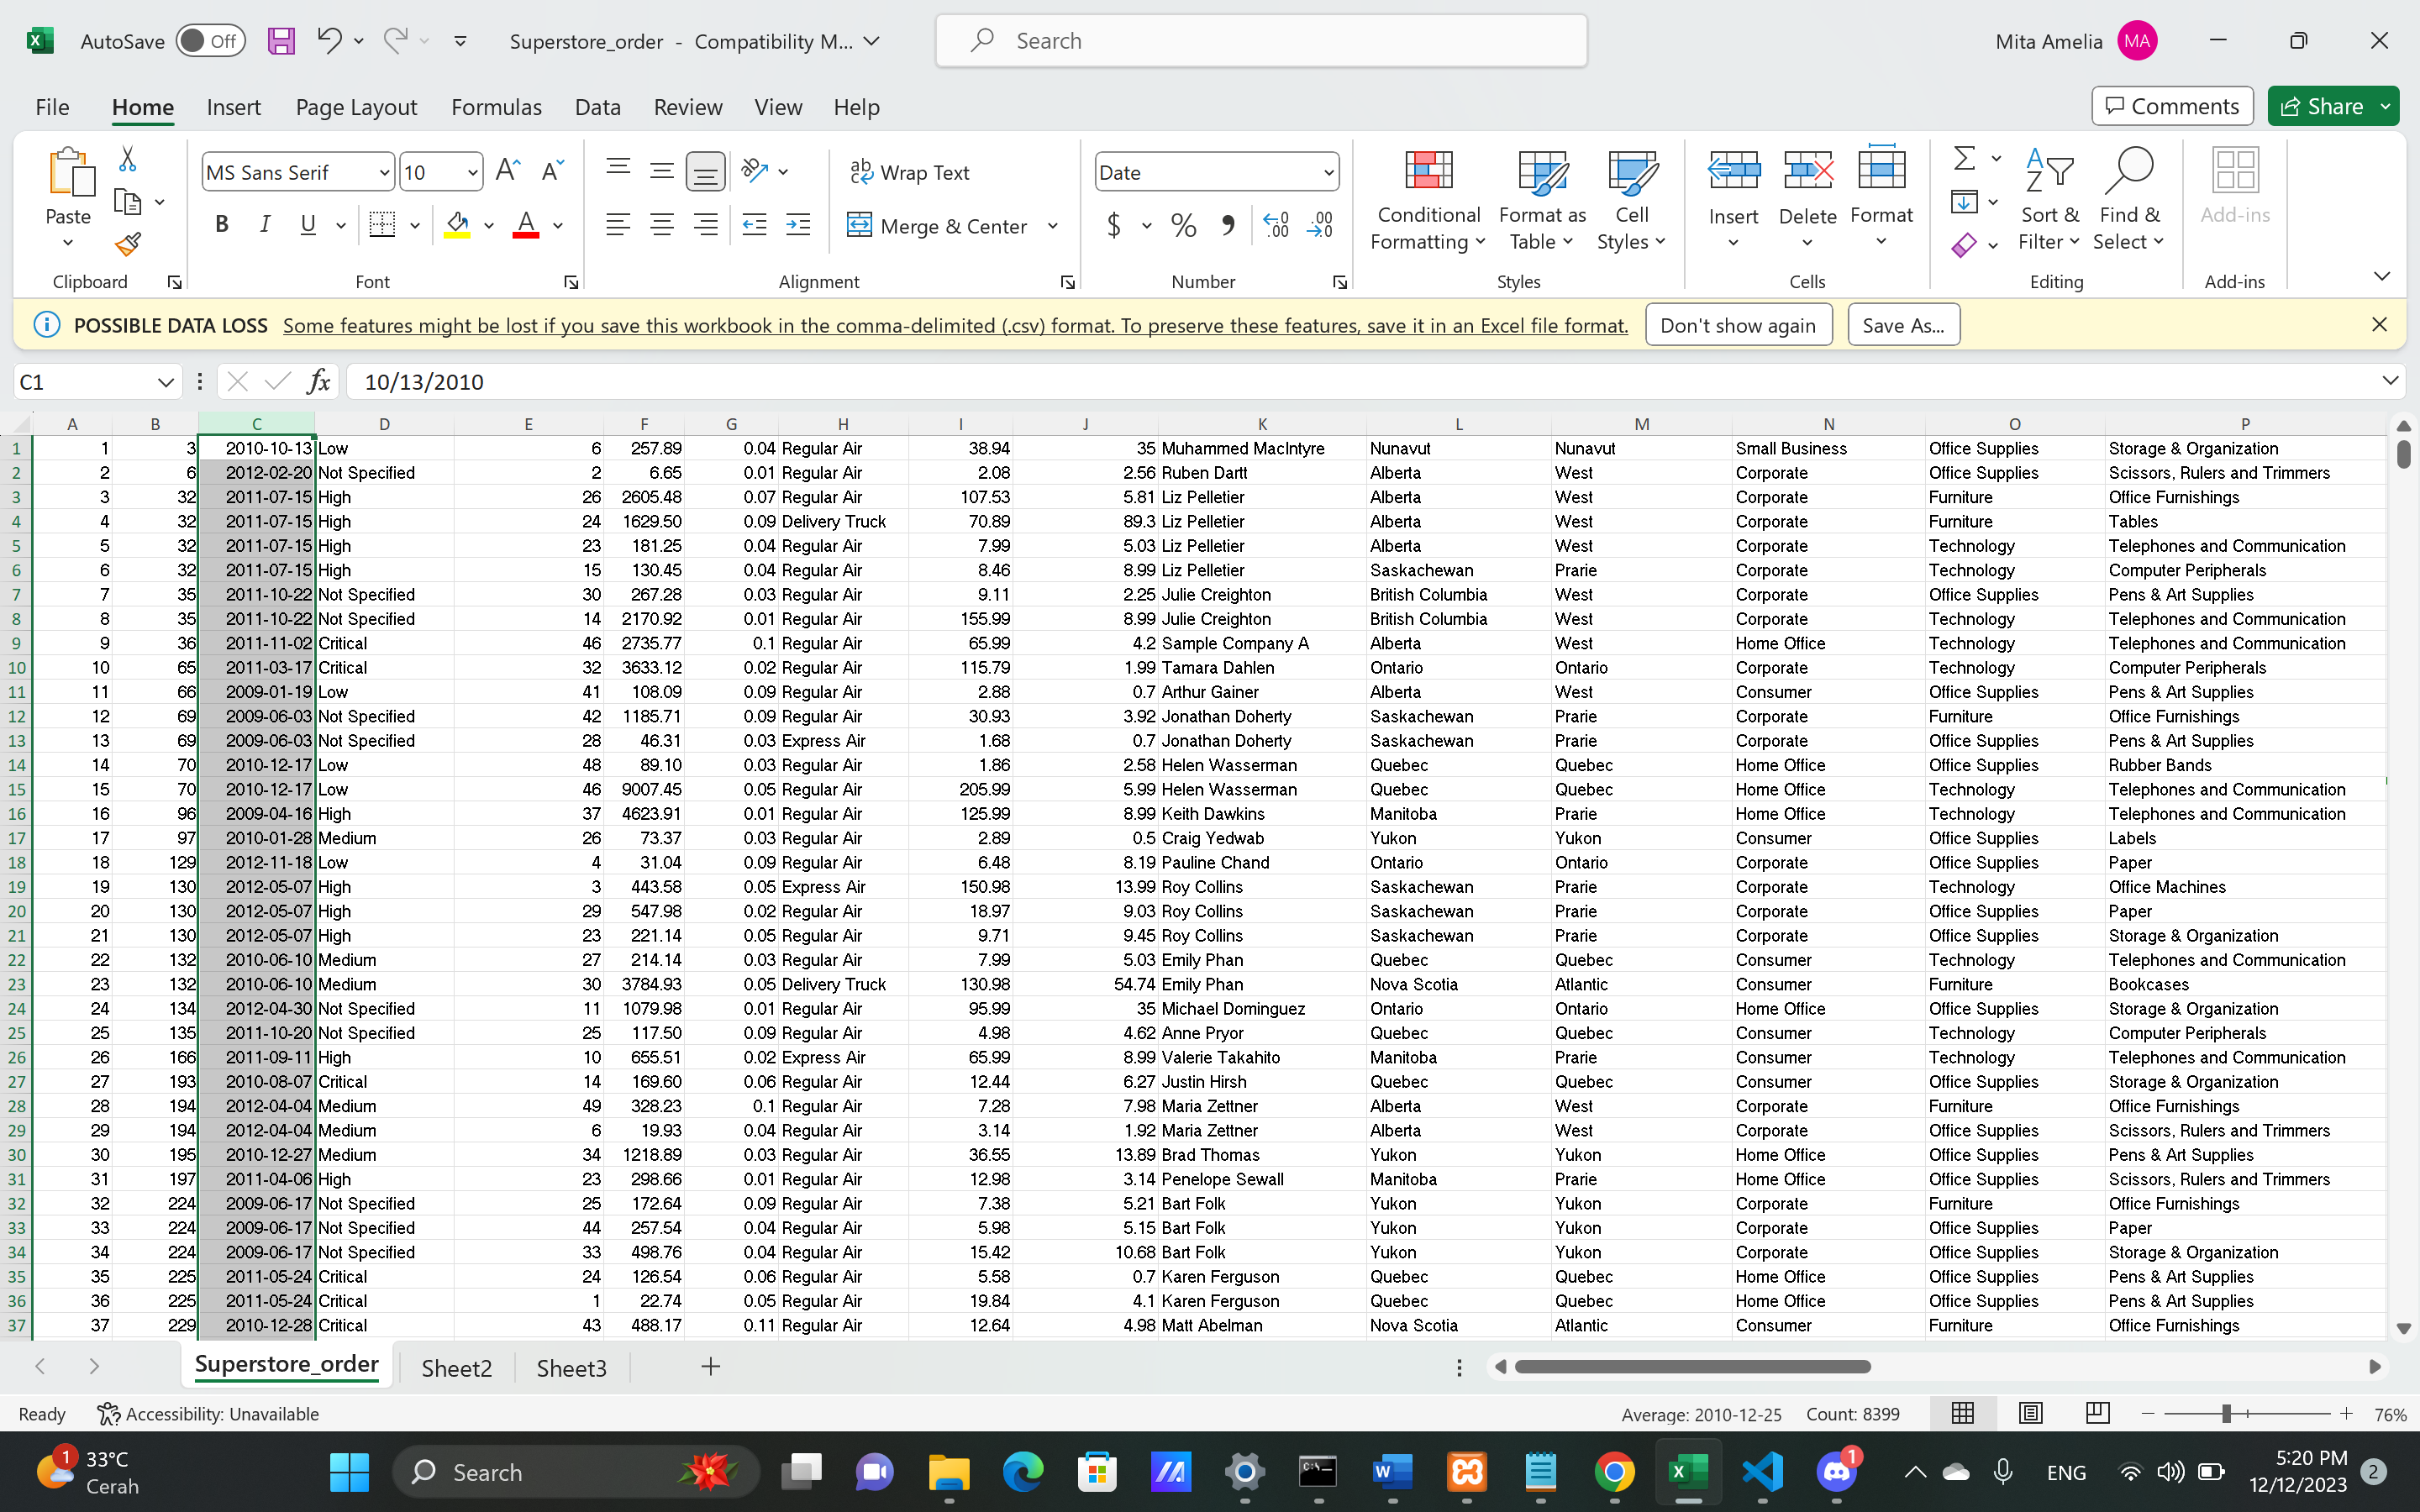 AutoSave Off Superstore_order - Compatibility M... Search Mita Amelia MA
File Home Insert Page Layout Formulas Data Review View Help Comments Share
Paste MS Sans Serif 10 Wrap Text Date Conditional Formatting Format as Table Cell Styles Insert Delete Format Sort & Filter Find & Select Add-ins
B I U Merge & Center $ %
Clipboard Font Alignment Number Styles Cells Editing Add-ins
POSSIBLE DATA LOSS Some features might be lost if you save this workbook in the comma-delimited (.csv) format. To preserve these features, save it in an Excel file format. Don't show again Save As...
C1 fx 10/13/2010
A B C D E F G H I J K L M N O P
1 1 3 2010-10-13 Low 6 257.89 0.04 Regular Air 38.94 35 Muhammed MacIntyre Nunavut Nunavut Small Business Office Supplies Storage & Organization
2 2 6 2012-02-20 Not Specified 2 6.65 0.01 Regular Air 2.08 2.56 Ruben Dartt Alberta West Corporate Office Supplies Scissors, Rulers and Trimmers
3 3 32 2011-07-15 High 26 2605.48 0.07 Regular Air 107.53 5.81 Liz Pelletier Alberta West Corporate Furniture Office Furnishings
4 4 32 2011-07-15 High 24 1629.50 0.09 Delivery Truck 70.89 89.3 Liz Pelletier Alberta West Corporate Furniture Tables
5 5 32 2011-07-15 High 23 181.25 0.04 Regular Air 7.99 5.03 Liz Pelletier Alberta West Corporate Technology Telephones and Communication
6 6 32 2011-07-15 High 15 130.45 0.04 Regular Air 8.46 8.99 Liz Pelletier Saskachewan Prarie Corporate Technology Computer Peripherals
7 7 35 2011-10-22 Not Specified 30 267.28 0.03 Regular Air 9.11 2.25 Julie Creighton British Columbia West Corporate Office Supplies Pens & Art Supplies
8 8 35 2011-10-22 Not Specified 14 2170.92 0.01 Regular Air 155.99 8.99 Julie Creighton British Columbia West Corporate Technology Telephones and Communication
9 9 36 2011-11-02 Critical 46 2735.77 0.1 Regular Air 65.99 4.2 Sample Company A Alberta West Home Office Technology Telephones and Communication
10 10 65 2011-03-17 Critical 32 3633.12 0.02 Regular Air 115.79 1.99 Tamara Dahlen Ontario Ontario Corporate Technology Computer Peripherals
11 11 66 2009-01-19 Low 41 108.09 0.09 Regular Air 2.88 0.7 Arthur Gainer Alberta West Consumer Office Supplies Pens & Art Supplies
12 12 69 2009-06-03 Not Specified 42 1185.71 0.09 Regular Air 30.93 3.92 Jonathan Doherty Saskachewan Prarie Corporate Furniture Office Furnishings
13 13 69 2009-06-03 Not Specified 28 46.31 0.03 Express Air 1.68 0.7 Jonathan Doherty Saskachewan Prarie Corporate Office Supplies Pens & Art Supplies
14 14 70 2010-12-17 Low 48 89.10 0.03 Regular Air 1.86 2.58 Helen Wasserman Quebec Quebec Home Office Office Supplies Rubber Bands
15 15 70 2010-12-17 Low 46 9007.45 0.05 Regular Air 205.99 5.99 Helen Wasserman Quebec Quebec Home Office Technology Telephones and Communication
16 16 96 2009-04-16 High 37 4623.91 0.01 Regular Air 125.99 8.99 Keith Dawkins Manitoba Prarie Home Office Technology Telephones and Communication
17 17 97 2010-01-28 Medium 26 73.37 0.03 Regular Air 2.89 0.5 Craig Yedwab Yukon Yukon Consumer Office Supplies Labels
18 18 129 2012-11-18 Low 4 31.04 0.09 Regular Air 6.48 8.19 Pauline Chand Ontario Ontario Corporate Office Supplies Paper
19 19 130 2012-05-07 High 3 443.58 0.05 Express Air 150.98 13.99 Roy Collins Saskachewan Prarie Corporate Technology Office Machines
20 20 130 2012-05-07 High 29 547.98 0.02 Regular Air 18.97 9.03 Roy Collins Saskachewan Prarie Corporate Office Supplies Paper
21 21 130 2012-05-07 High 23 221.14 0.05 Regular Air 9.71 9.45 Roy Collins Saskachewan Prarie Corporate Office Supplies Storage & Organization
22 22 132 2010-06-10 Medium 27 214.14 0.03 Regular Air 7.99 5.03 Emily Phan Quebec Quebec Consumer Technology Telephones and Communication
23 23 132 2010-06-10 Medium 30 3784.93 0.05 Delivery Truck 130.98 54.74 Emily Phan Nova Scotia Atlantic Consumer Furniture Bookcases
24 24 134 2012-04-30 Not Specified 11 1079.98 0.01 Regular Air 95.99 35 Michael Dominguez Ontario Ontario Home Office Office Supplies Storage & Organization
25 25 135 2011-10-20 Not Specified 25 117.50 0.09 Regular Air 4.98 4.62 Anne Pryor Quebec Quebec Consumer Technology Computer Peripherals
26 26 166 2011-09-11 High 10 655.51 0.02 Express Air 65.99 8.99 Valerie Takahito Manitoba Prarie Consumer Technology Telephones and Communication
27 27 193 2010-08-07 Critical 14 169.60 0.06 Regular Air 12.44 6.27 Justin Hirsh Quebec Quebec Consumer Office Supplies Storage & Organization
28 28 194 2012-04-04 Medium 49 328.23 0.1 Regular Air 7.28 7.98 Maria Zettner Alberta West Corporate Furniture Office Furnishings
29 29 194 2012-04-04 Medium 6 19.93 0.04 Regular Air 3.14 1.92 Maria Zettner Alberta West Corporate Office Supplies Scissors, Rulers and Trimmers
30 30 195 2010-12-27 Medium 34 1218.89 0.03 Regular Air 36.55 13.89 Brad Thomas Yukon Yukon Home Office Office Supplies Pens & Art Supplies
31 31 197 2011-04-06 High 23 298.66 0.01 Regular Air 12.98 3.14 Penelope Sewall Manitoba Prarie Home Office Office Supplies Scissors, Rulers and Trimmers
32 32 224 2009-06-17 Not Specified 25 172.64 0.09 Regular Air 7.38 5.21 Bart Folk Yukon Yukon Corporate Furniture Office Furnishings
33 33 224 2009-06-17 Not Specified 44 257.54 0.04 Regular Air 5.98 5.15 Bart Folk Yukon Yukon Corporate Office Supplies Paper
34 34 224 2009-06-17 Not Specified 33 498.76 0.04 Regular Air 15.42 10.68 Bart Folk Yukon Yukon Corporate Office Supplies Storage & Organization
35 35 225 2011-05-24 Critical 24 126.54 0.06 Regular Air 5.58 0.7 Karen Ferguson Quebec Quebec Home Office Office Supplies Pens & Art Supplies
36 36 225 2011-05-24 Critical 1 22.74 0.05 Regular Air 19.84 4.1 Karen Ferguson Quebec Quebec Home Office Office Supplies Pens & Art Supplies
37 37 229 2010-12-28 Critical 43 488.17 0.11 Regular Air 12.64 4.98 Matt Abelman Nova Scotia Atlantic Consumer Furniture Office Furnishings
Superstore_order Sheet2 Sheet3
Ready Accessibility: Unavailable Average: 2010-12-25 Count: 8399 76%
1 33°C Search 1 ENG 5:20 PM 2
Cerah 12/12/2023